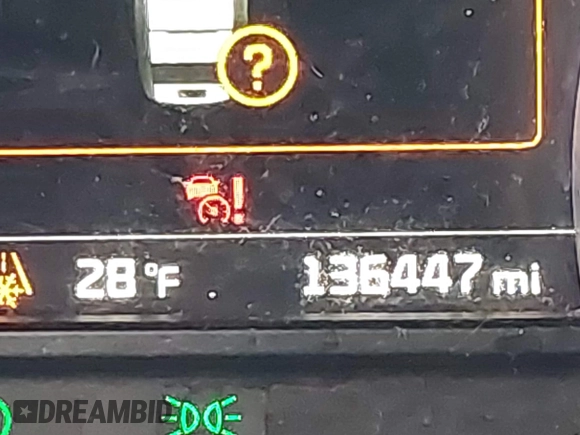 ?
!
28 °F
136447 mi
DREAMBID